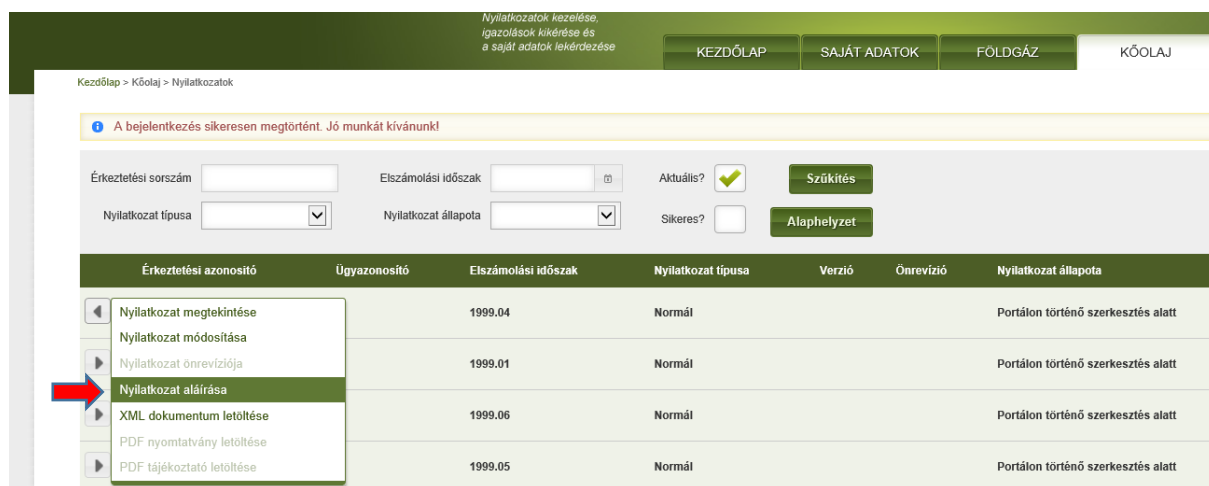 Nyilatkozatok kezelése,
igazolások kikérése és
a saját adatok lekérdezése
KEZDŐLAP SAJÁT ADATOK FÖLDGÁZ KŐOLAJ
Kezdőlap > Kőolaj > Nyilatkozatok
A bejelentkezés sikeresen megtörtént. Jó munkát kívánunk!
Érkeztetési sorszám Elszámolási időszak Aktuális? Szűkítés
Nyilatkozat típusa Nyilatkozat állapota Sikeres? Alaphelyzet
Érkeztetési azonosító Ügyazonosító Elszámolási időszak Nyilatkozat típusa Verzió Önrevízió Nyilatkozat állapota
Nyilatkozat megtekintése 1999.04 Normál Portálon történő szerkesztés alatt
Nyilatkozat módosítása
Nyilatkozat önrevíziója 1999.01 Normál Portálon történő szerkesztés alatt
Nyilatkozat aláírása
XML dokumentum letöltése 1999.06 Normál Portálon történő szerkesztés alatt
PDF nyomtatvány letöltése
PDF tájékoztató letöltése 1999.05 Normál Portálon történő szerkesztés alatt